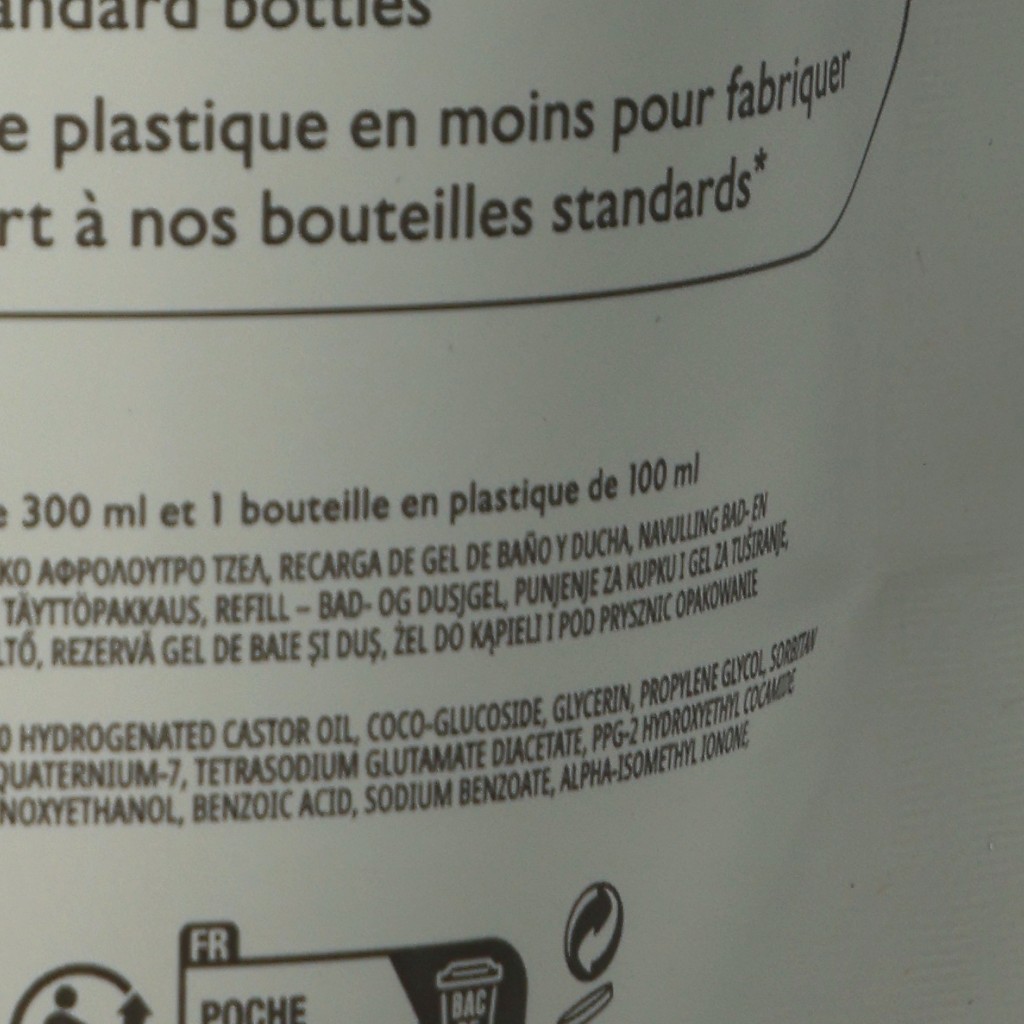 standard bottles
e plastique en moins pour fabriquer
rt à nos bouteilles standards*
e 300 ml et 1 bouteille en plastique de 100 ml
ΚΟ ΑΦΡΟΛΟΥΤΡΟ ΤΖΕΛ, RECARGA DE GEL DE BAÑO Y DUCHA, NAVULLING BAD- EN
TÄYTTÖPAKKAUS, REFILL – BAD- OG DUSJGEL, PUNJENJE ZA KUPKU I GEL ZA TUŠIRANJE,
LTŐ, REZERVĂ GEL DE BAIE ȘI DUȘ, ŻEL DO KĄPIELI I POD PRYSZNIC OPAKOWANIE
0 HYDROGENATED CASTOR OIL, COCO-GLUCOSIDE, GLYCERIN, PROPYLENE GLYCOL, SORBITAN
QUATERNIUM-7, TETRASODIUM GLUTAMATE DIACETATE, PPG-2 HYDROXYETHYL COCAMIDE
NOXYETHANOL, BENZOIC ACID, SODIUM BENZOATE, ALPHA-ISOMETHYL IONONE,
FR
POCHE
BAC